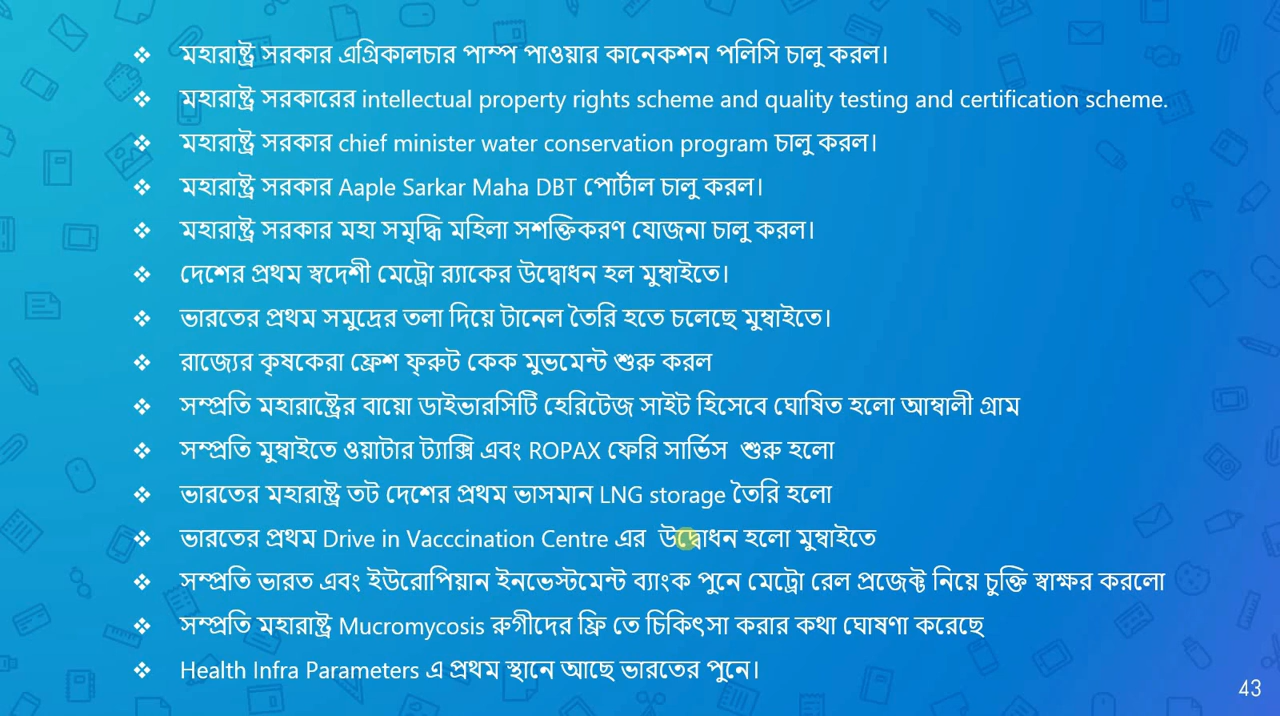 ❖ মহারাষ্ট্র সরকার এগ্রিকালচার পাম্প পাওয়ার কানেকশন পলিসি চালু করল।
❖ মহারাষ্ট্র সরকারের intellectual property rights scheme and quality testing and certification scheme.
❖ মহারাষ্ট্র সরকার chief minister water conservation program চালু করল।
❖ মহারাষ্ট্র সরকার Aaple Sarkar Maha DBT পোর্টাল চালু করল।
❖ মহারাষ্ট্র সরকার মহা সমৃদ্ধি মহিলা সশক্তিকরণ যোজনা চালু করল।
❖ দেশের প্রথম স্বদেশী মেট্রো র‍্যাকের উদ্বোধন হল মুম্বাইতে।
❖ ভারতের প্রথম সমুদ্রের তলা দিয়ে টানেল তৈরি হতে চলেছে মুম্বাইতে।
❖ রাজ্যের কৃষকেরা ফ্রেশ ফ্রুট কেক মুভমেন্ট শুরু করল
❖ সম্প্রতি মহারাষ্ট্রের বায়ো ডাইভারসিটি হেরিটেজ সাইট হিসেবে ঘোষিত হলো আম্বালী গ্রাম
❖ সম্প্রতি মুম্বাইতে ওয়াটার ট্যাক্সি এবং ROPAX ফেরি সার্ভিস শুরু হলো
❖ ভারতের মহারাষ্ট্র তট দেশের প্রথম ভাসমান LNG storage তৈরি হলো
❖ ভারতের প্রথম Drive in Vacccination Centre এর উদ্বোধন হলো মুম্বাইতে
❖ সম্প্রতি ভারত এবং ইউরোপিয়ান ইনভেস্টমেন্ট ব্যাংক পুনে মেট্রো রেল প্রজেক্ট নিয়ে চুক্তি স্বাক্ষর করলো
❖ সম্প্রতি মহারাষ্ট্র Mucromycosis রুগীদের ফ্রি তে চিকিৎসা করার কথা ঘোষণা করেছে
❖ Health Infra Parameters এ প্রথম স্থানে আছে ভারতের পুনে।
43